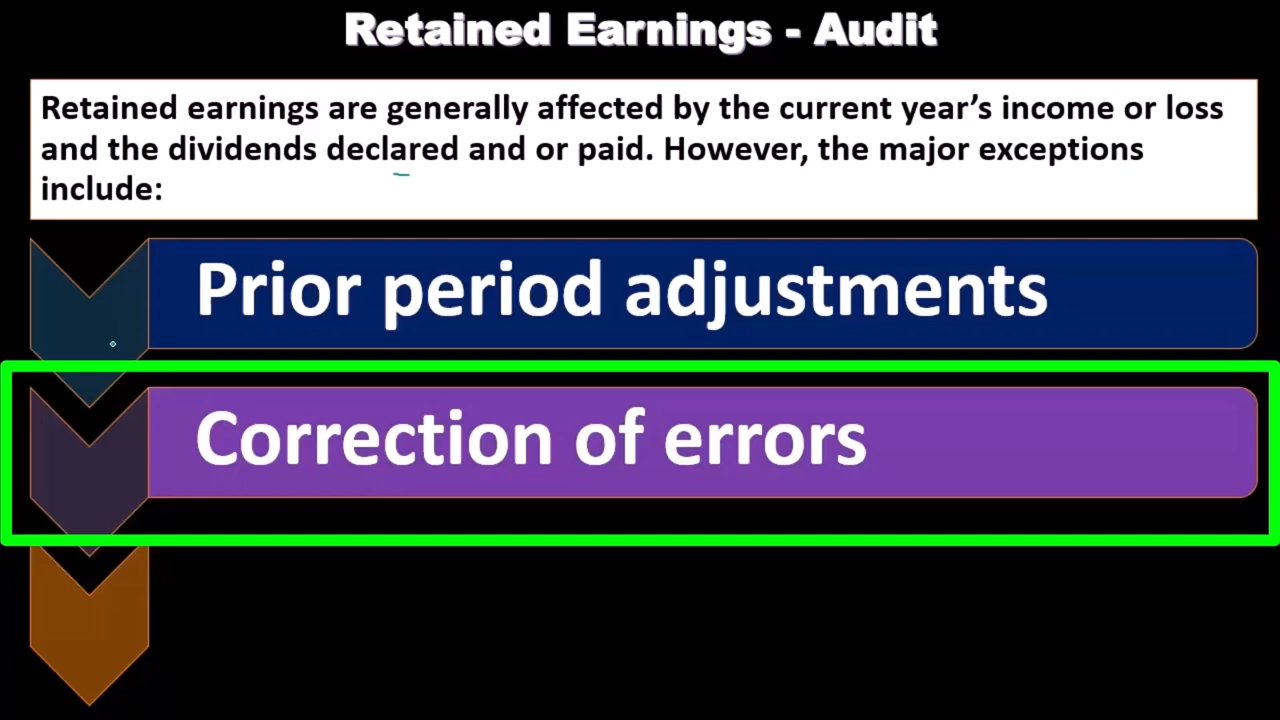 Retained Earnings - Audit
Retained earnings are generally affected by the current year’s income or loss
and the dividends declared and or paid. However, the major exceptions
include:
Prior period adjustments
Correction of errors